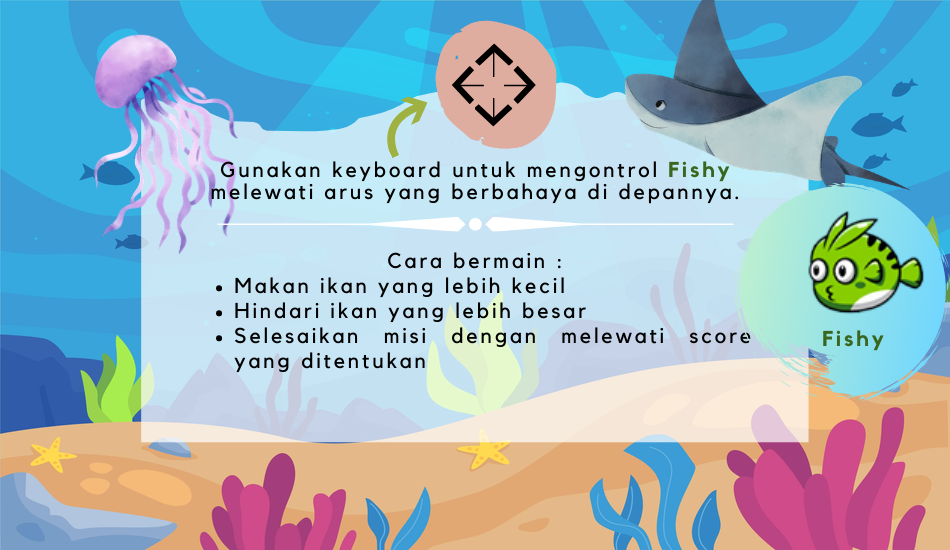 Gunakan keyboard untuk mengontrol Fishy
melewati arus yang berbahaya di depannya.
Cara bermain :
• Makan ikan yang lebih kecil
• Hindari ikan yang lebih besar
• Selesaikan misi dengan melewati score
yang ditentukan
Fishy